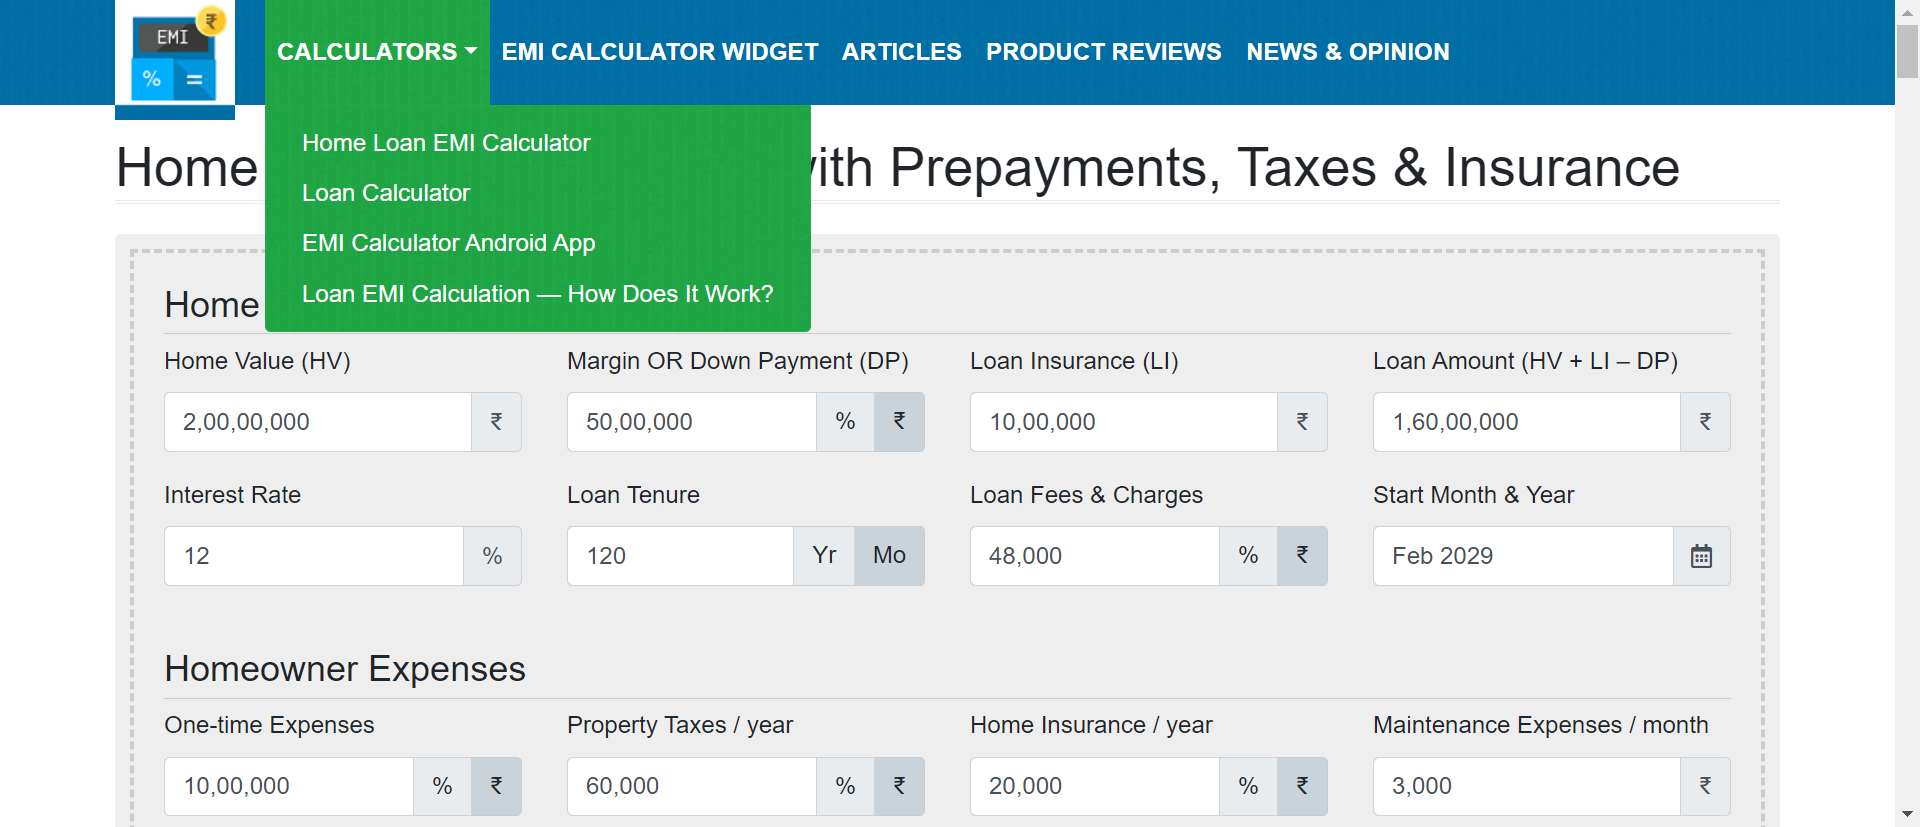 EMI
%
=
₹
CALCULATORS
EMI CALCULATOR WIDGET
ARTICLES
PRODUCT REVIEWS
NEWS & OPINION
Home Loan EMI Calculator
Loan Calculator
EMI Calculator Android App
Loan EMI Calculation — How Does It Work?
Home with Prepayments, Taxes & Insurance
Home
Home Value (HV)
Margin OR Down Payment (DP)
Loan Insurance (LI)
Loan Amount (HV + LI – DP)
2,00,00,000 ₹
50,00,000 % ₹
10,00,000 ₹
1,60,00,000 ₹
Interest Rate
Loan Tenure
Loan Fees & Charges
Start Month & Year
12 %
120 Yr Mo
48,000 % ₹
Feb 2029
Homeowner Expenses
One-time Expenses
Property Taxes / year
Home Insurance / year
Maintenance Expenses / month
10,00,000 % ₹
60,000 % ₹
20,000 % ₹
3,000 ₹